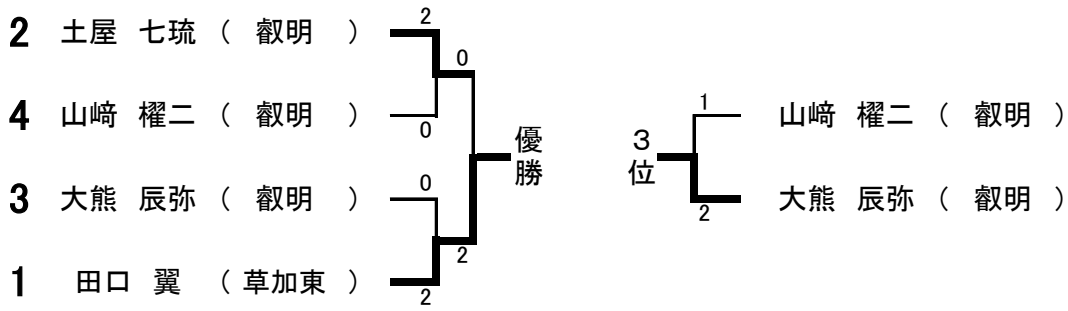 2
2 土屋 七琉 ( 叡明 )
0
4 山﨑 櫂二 ( 叡明 )
0
優勝
0
3 大熊 辰弥 ( 叡明 )
2
1 田口 翼 ( 草加東 )
2
1
山﨑 櫂二 ( 叡明 )
3位
大熊 辰弥 ( 叡明 )
2